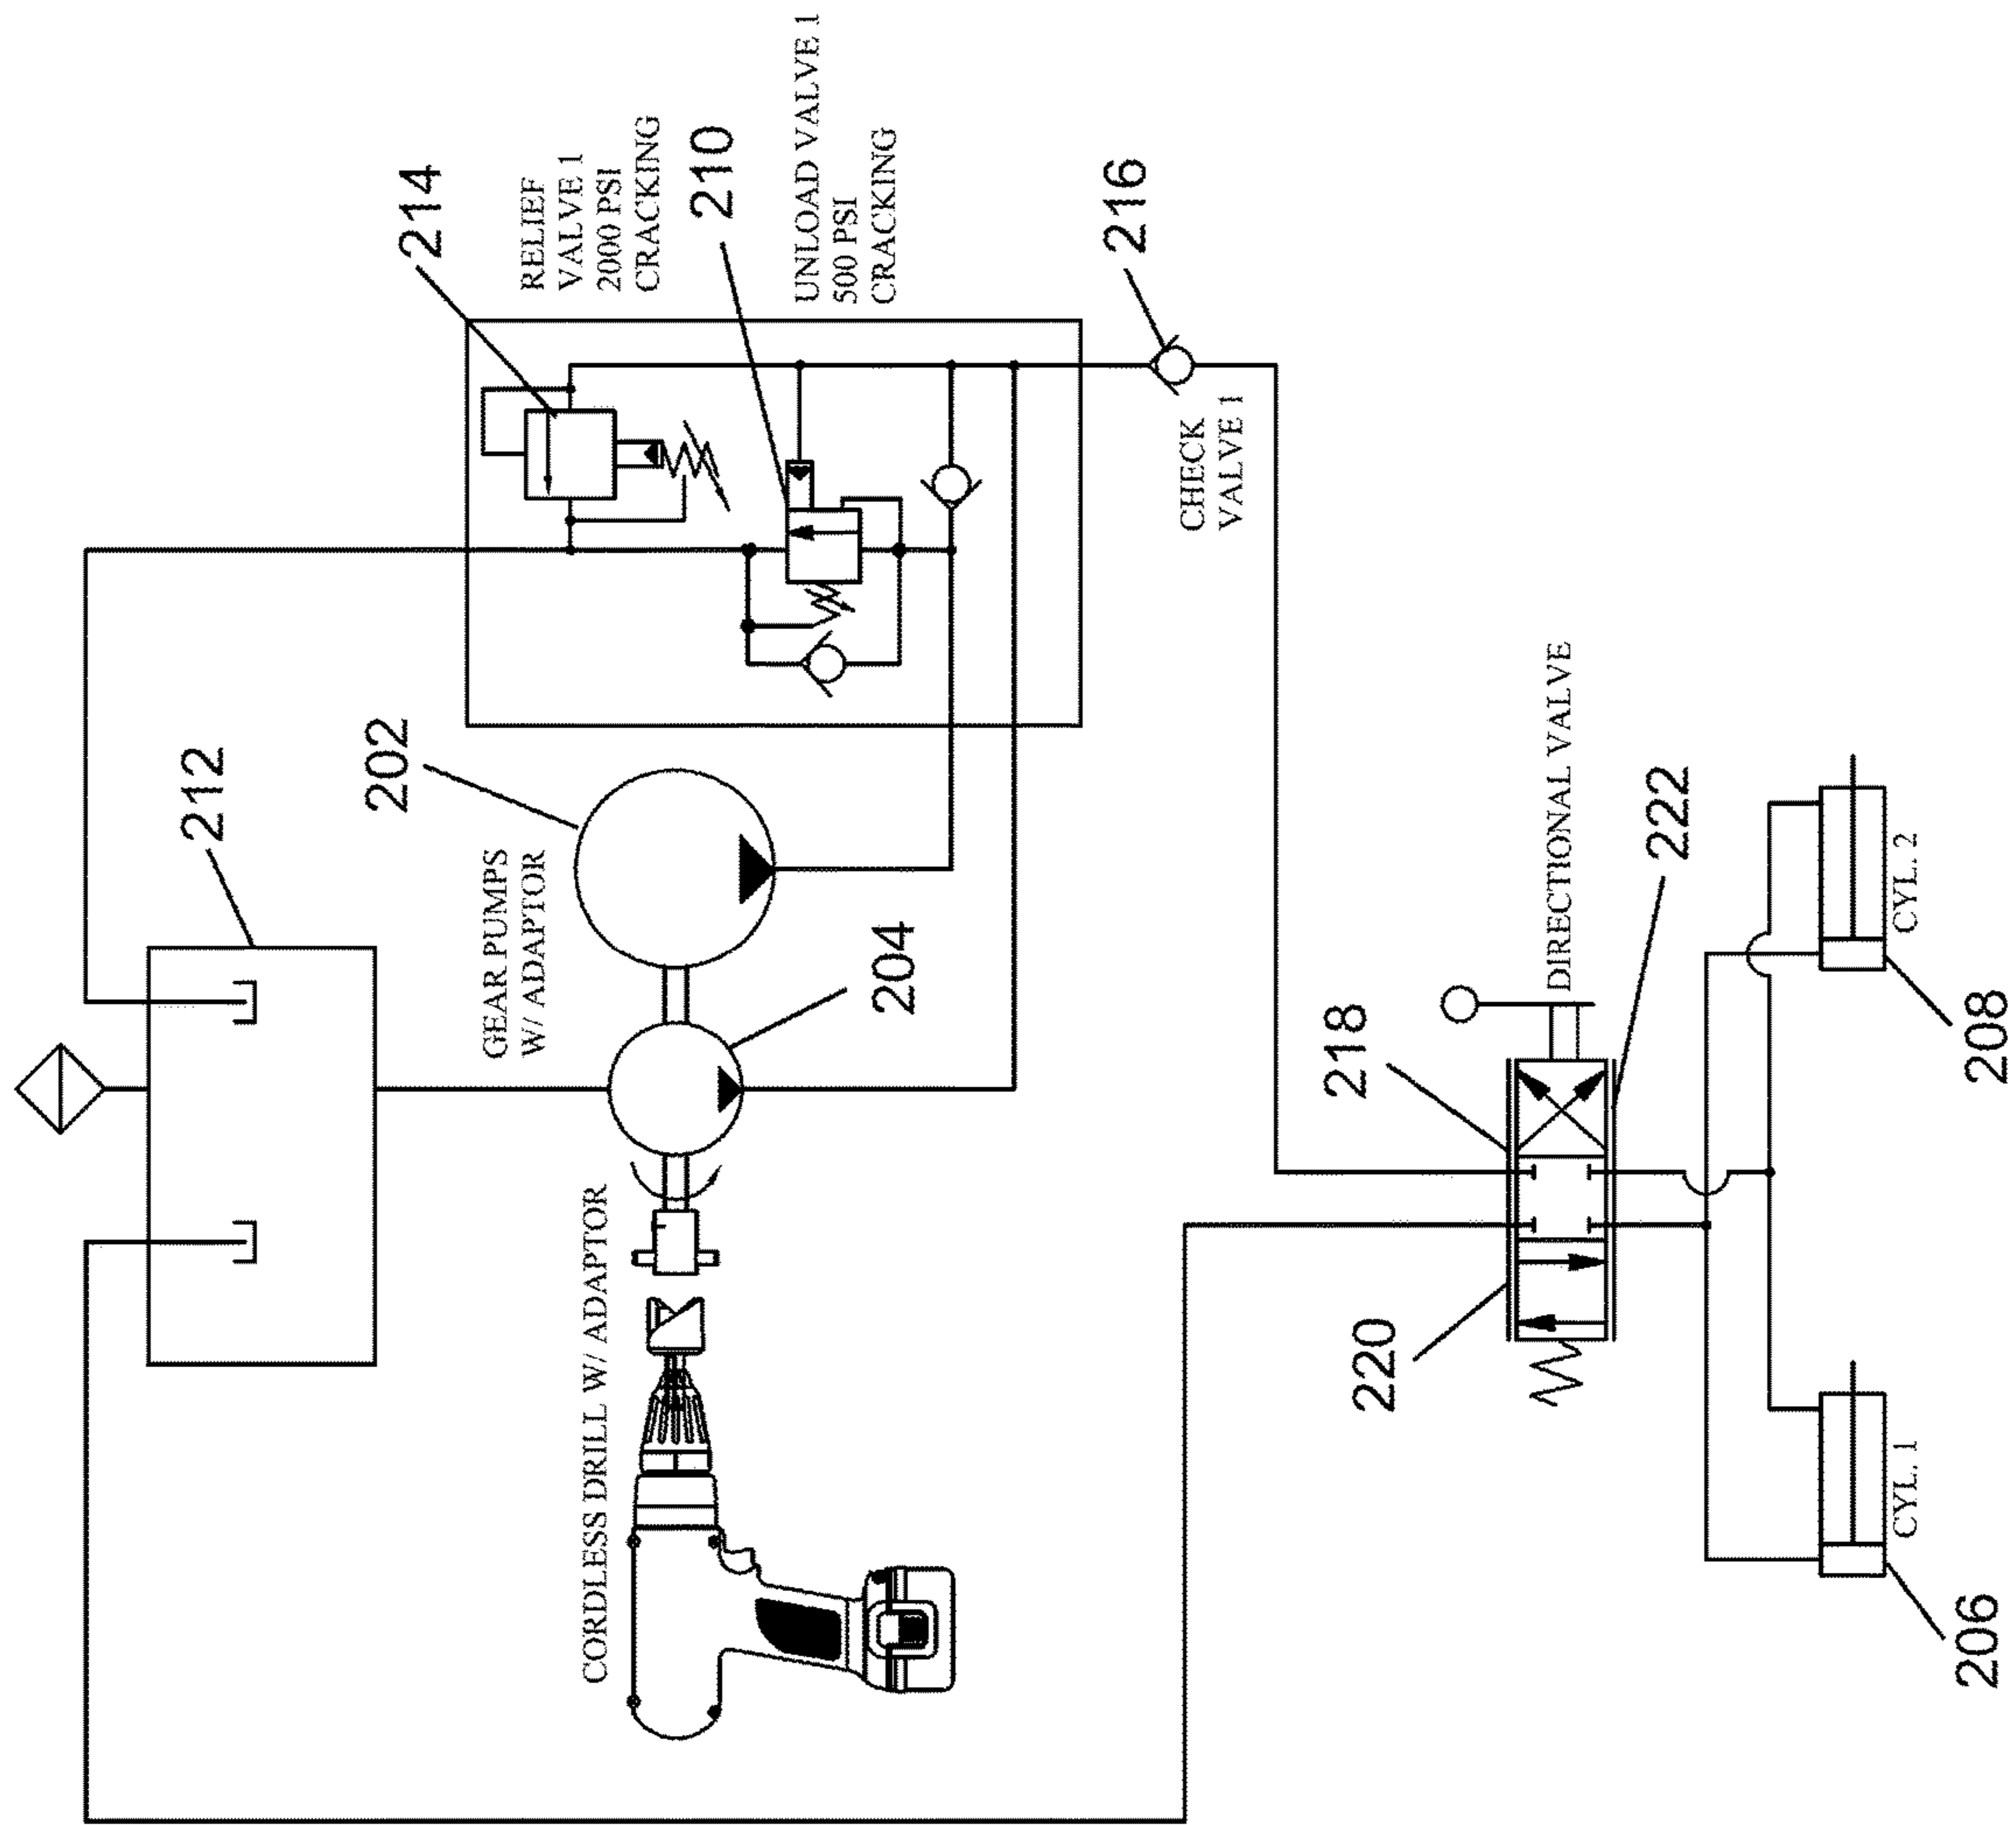 212
202
GEAR PUMPS
W/ ADAPTOR
204
CORDLESS DRILL W/ ADAPTOR
214
RELIEF
VALVE 1
2000 PSI
CRACKING
210
UNLOAD VALVE 1
500 PSI
CRACKING
216
CHECK
VALVE 1
DIRECTIONAL VALVE
218
220
222
CYL. 1
206
CYL. 2
208